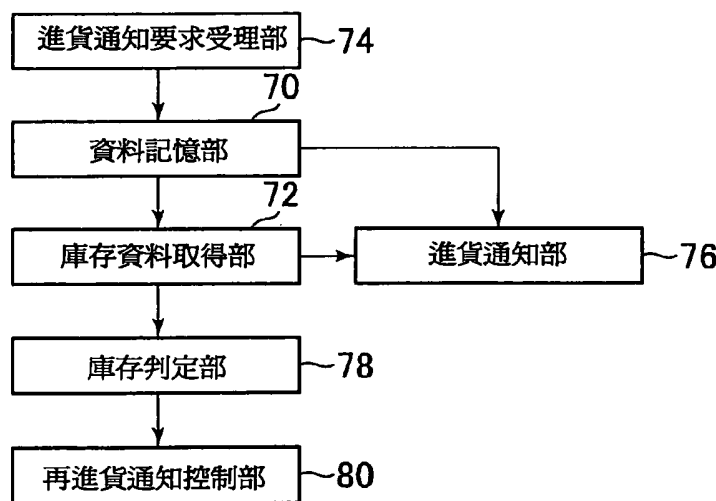 進貨通知要求受理部 74
70
資料記憶部
72
庫存資料取得部
進貨通知部 76
庫存判定部 78
再進貨通知控制部 80